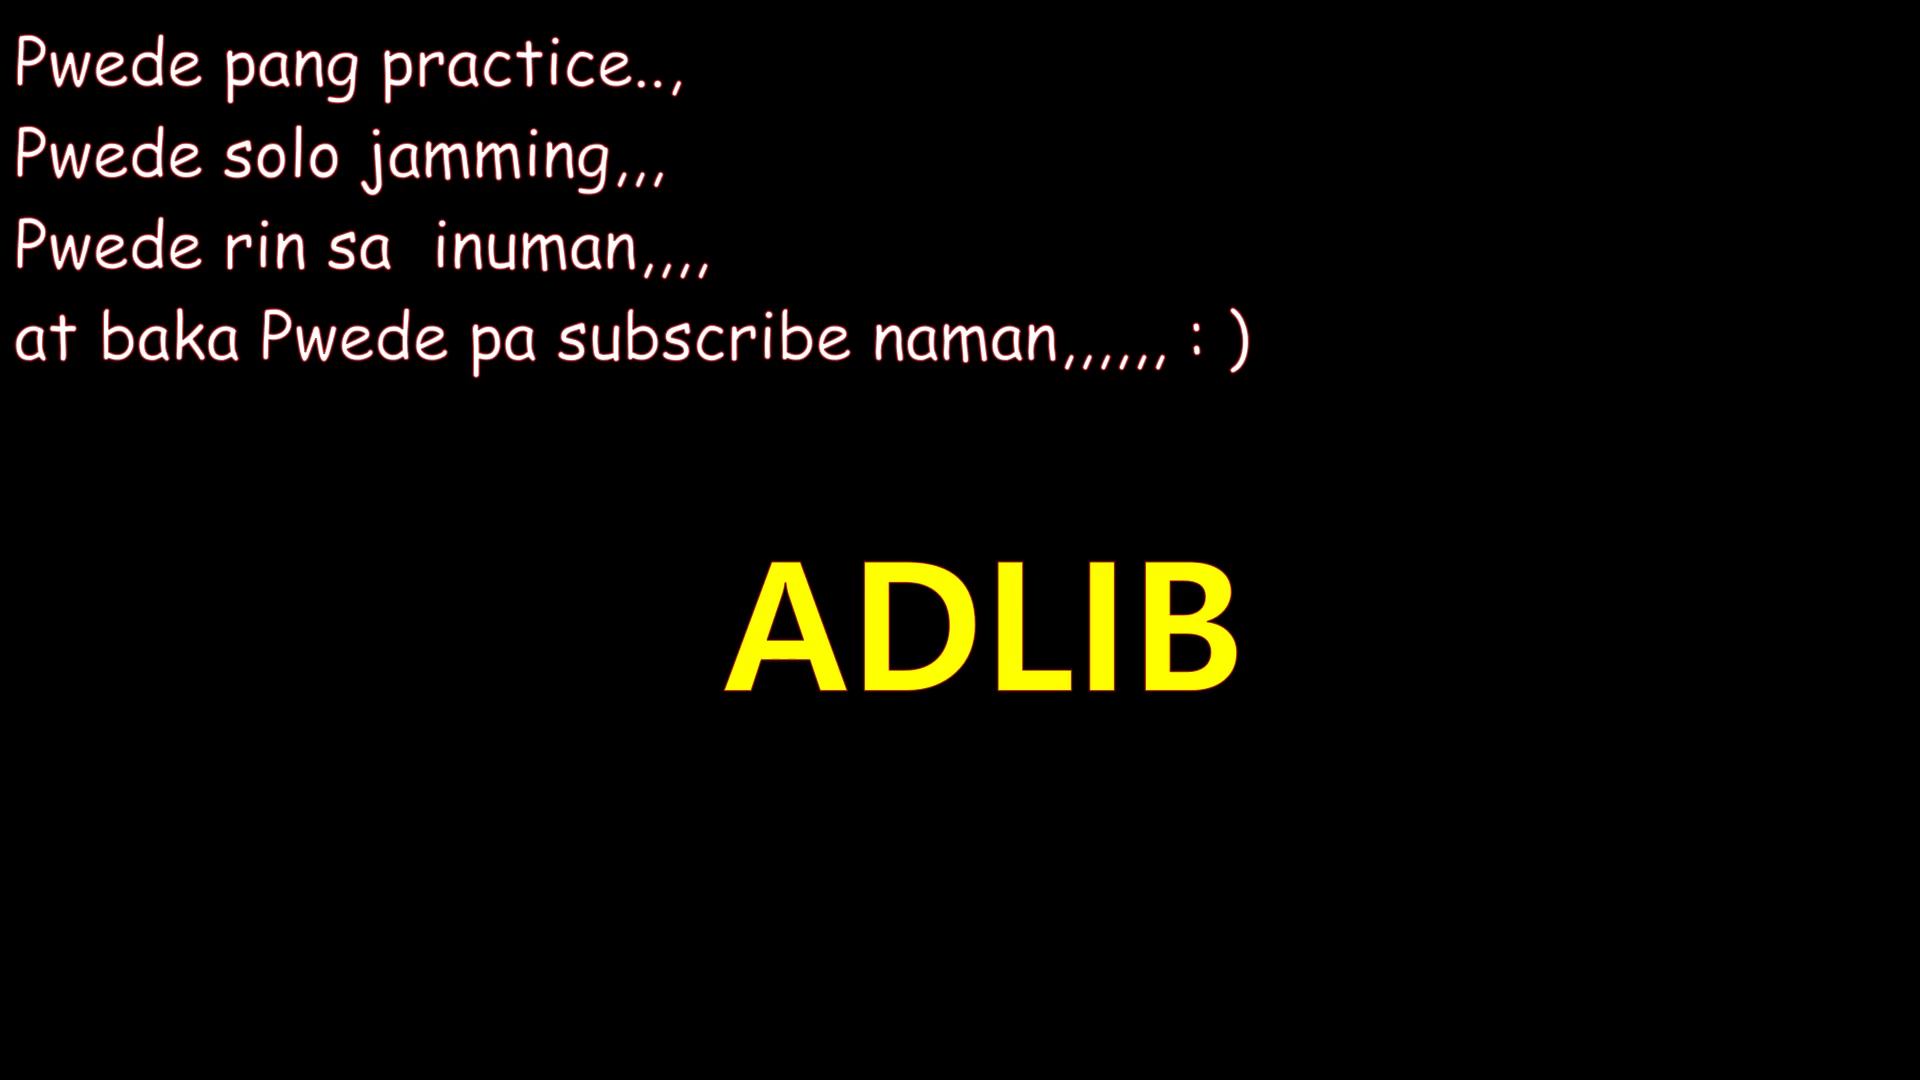 Pwede pang practice..,
Pwede solo jamming,,,
Pwede rin sa  inuman,,,,
at baka Pwede pa subscribe naman,,,,,, : )
ADLIB